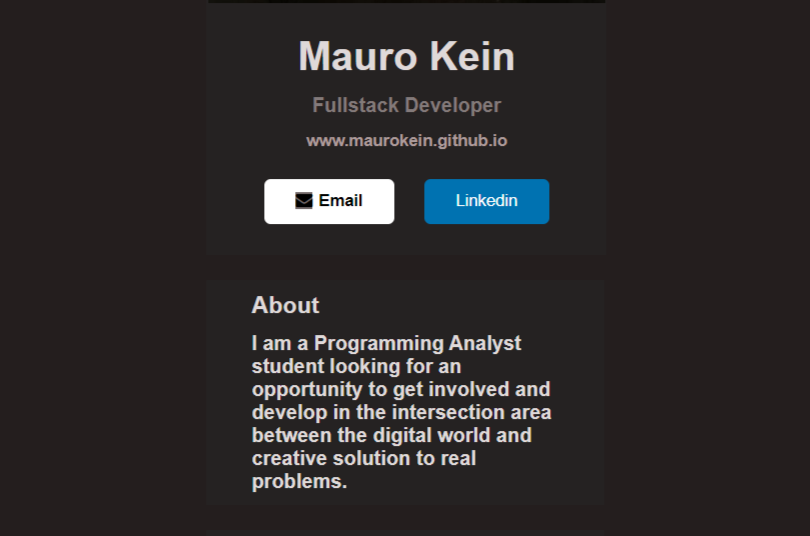 Mauro Kein
Fullstack Developer
www.maurokein.github.io
Email
Linkedin
About
I am a Programming Analyst
student looking for an
opportunity to get involved and
develop in the intersection area
between the digital world and
creative solution to real
problems.